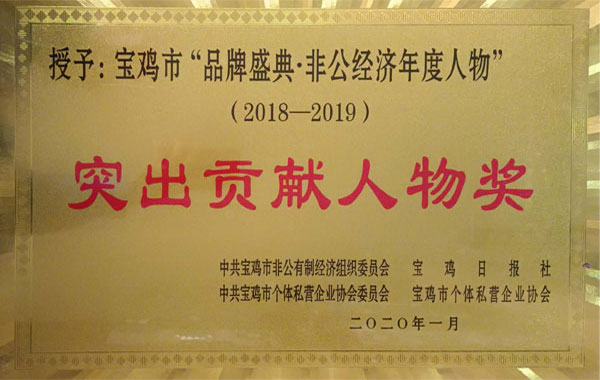 授予：宝鸡市“品牌盛典·非公经济年度人物”
（2018—2019）
突出贡献人物奖
中共宝鸡市非公有制经济组织委员会 宝鸡日报社
中共宝鸡市个体私营企业协会委员会 宝鸡市个体私营企业协会
二〇二〇年一月